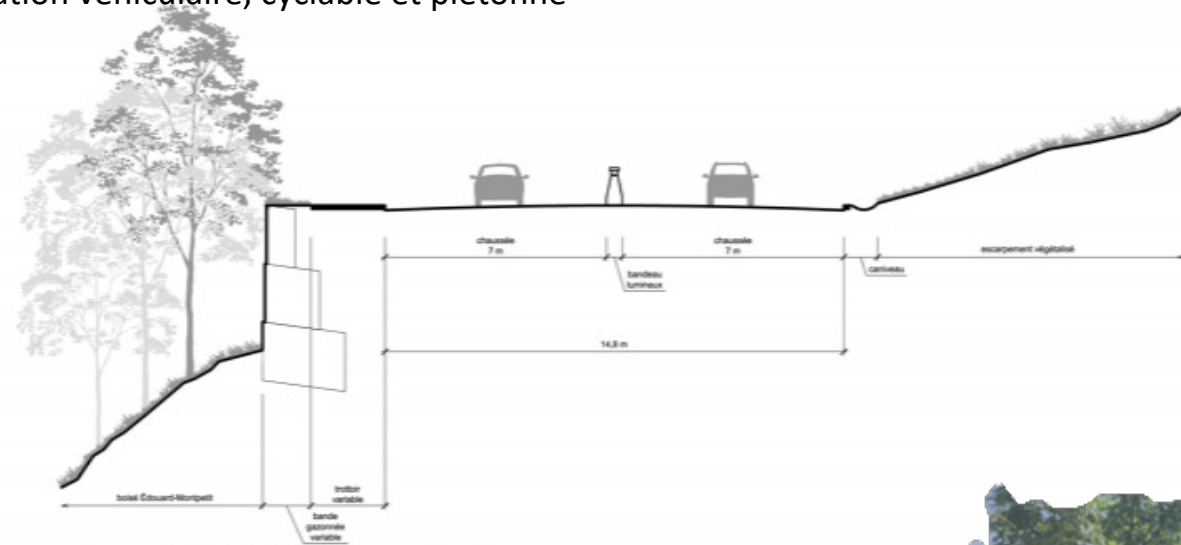 ation véhiculaire, cyclable et piétonne
chaussée
7 m
chaussée
7 m
escarpement végétalisé
bandeau
lumineux
caniveau
14,8 m
boisé Édouard-Montpetit
trottoir
variable
bande
gazonnée
variable